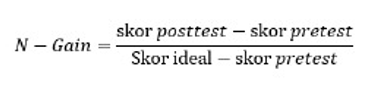 N − Gain = skor posttest − skor pretest
Skor ideal − skor pretest